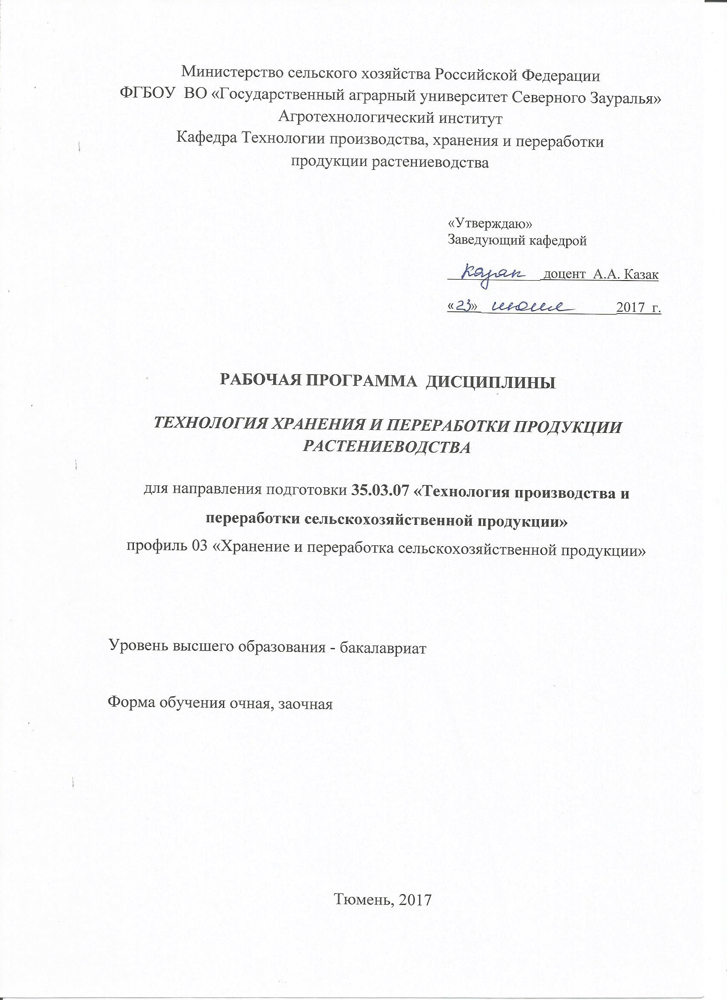 Министерство сельского хозяйства Российской Федерации
ФГБОУ ВО «Государственный аграрный университет Северного Зауралья»
Агротехнологический институт
Кафедра Технологии производства, хранения и переработки
продукции растениеводства
«Утверждаю»
Заведующий кафедрой
Казак доцент А.А. Казак
«23» 2017 г.
РАБОЧАЯ ПРОГРАММА ДИСЦИПЛИНЫ
ТЕХНОЛОГИЯ ХРАНЕНИЯ И ПЕРЕРАБОТКИ ПРОДУКЦИИ
РАСТЕНИЕВОДСТВА
для направления подготовки 35.03.07 «Технология производства и
переработки сельскохозяйственной продукции»
профиль 03 «Хранение и переработка сельскохозяйственной продукции»
Уровень высшего образования - бакалавриат
Форма обучения очная, заочная
Тюмень, 2017